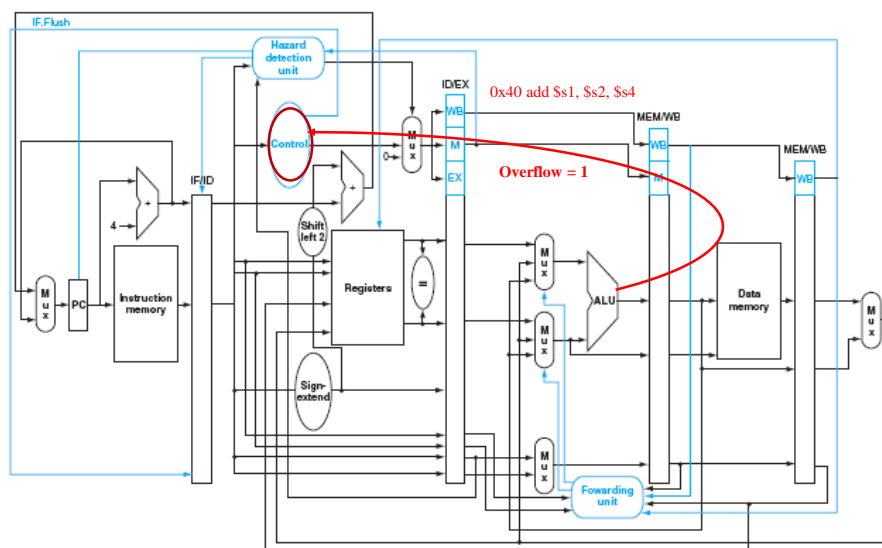 IF.Flush
Hazard
detection
unit
ID/EX
0x40 add $s1, $s2, $s4
WB
MEM/WB
Control
M
u
x
0
M
WB
MEM/WB
IF/ID
+
EX
Overflow = 1
M
WB
4
+
Shift
left 2
M
u
x
PC
Instruction
memory
Registers
=
M
u
x
ALU
M
u
x
Data
memory
M
u
x
Sign-
extend
M
u
x
Fowarding
unit